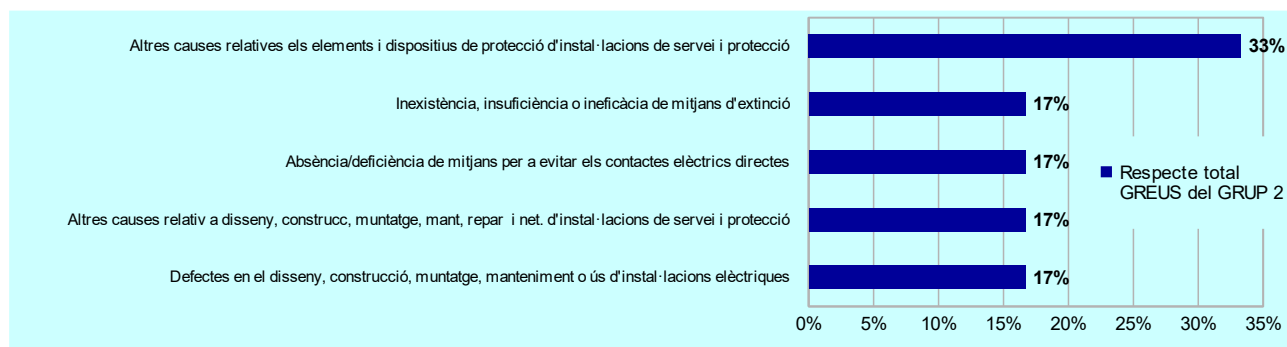 Altres causes relatives els elements i dispositius de protecció d'instal·lacions de servei i protecció
33%
Inexistència, insuficiència o ineficàcia de mitjans d'extinció
17%
Absència/deficiència de mitjans per a evitar els contactes elèctrics directes
17%
Respecte total
GREUS del GRUP 2
Altres causes relativ a disseny, construcc, muntatge, mant, repar i net. d'instal·lacions de servei i protecció
17%
Defectes en el disseny, construcció, muntatge, manteniment o ús d'instal·lacions elèctriques
17%
0% 5% 10% 15% 20% 25% 30% 35%